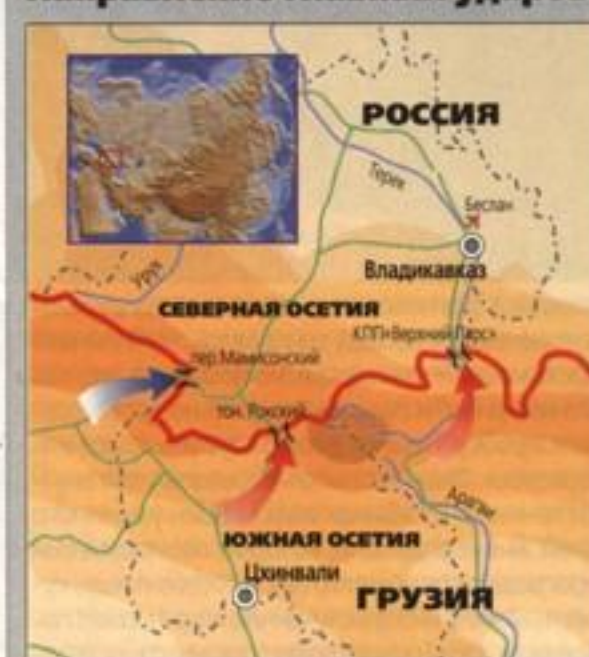 РОССИЯ
Терек
Беслан
Владикавказ
Урух
СЕВЕРНАЯ ОСЕТИЯ
КПП«Верхний Ларс»
пер.Мамисонский
тон. Рокский
Арагви
ЮЖНАЯ ОСЕТИЯ
Цхинвали
ГРУЗИЯ